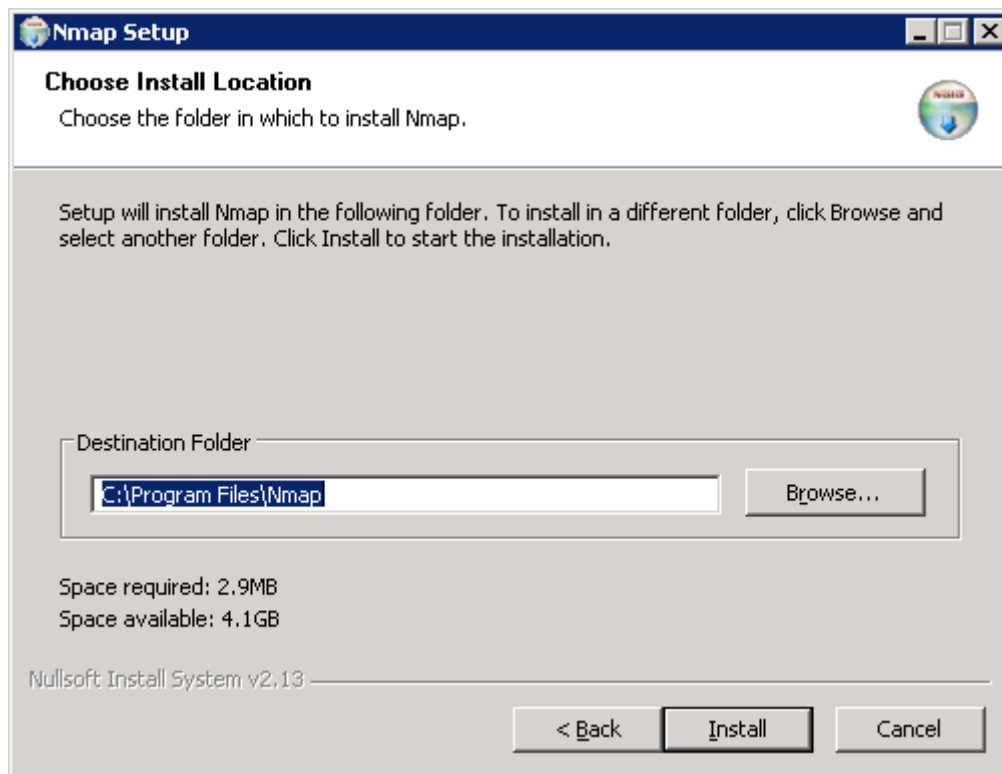 Nmap Setup
Choose Install Location
Choose the folder in which to install Nmap.
Setup will install Nmap in the following folder. To install in a different folder, click Browse and
select another folder. Click Install to start the installation.
Destination Folder
C:\Program Files\Nmap
Browse...
Space required: 2.9MB
Space available: 4.1GB
Nullsoft Install System v2.13
< Back
Install
Cancel